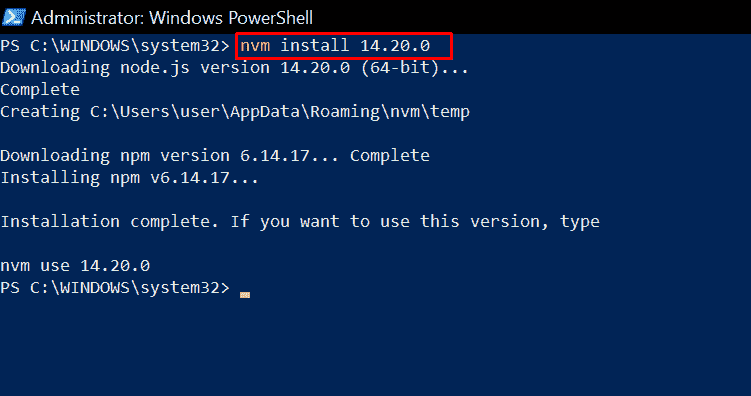 Administrator: Windows PowerShell
PS C:\WINDOWS\system32> nvm install 14.20.0
Downloading node.js version 14.20.0 (64-bit)...
Complete
Creating C:\Users\user\AppData\Roaming\nvm\temp
Downloading npm version 6.14.17... Complete
Installing npm v6.14.17...
Installation complete. If you want to use this version, type
nvm use 14.20.0
PS C:\WINDOWS\system32>